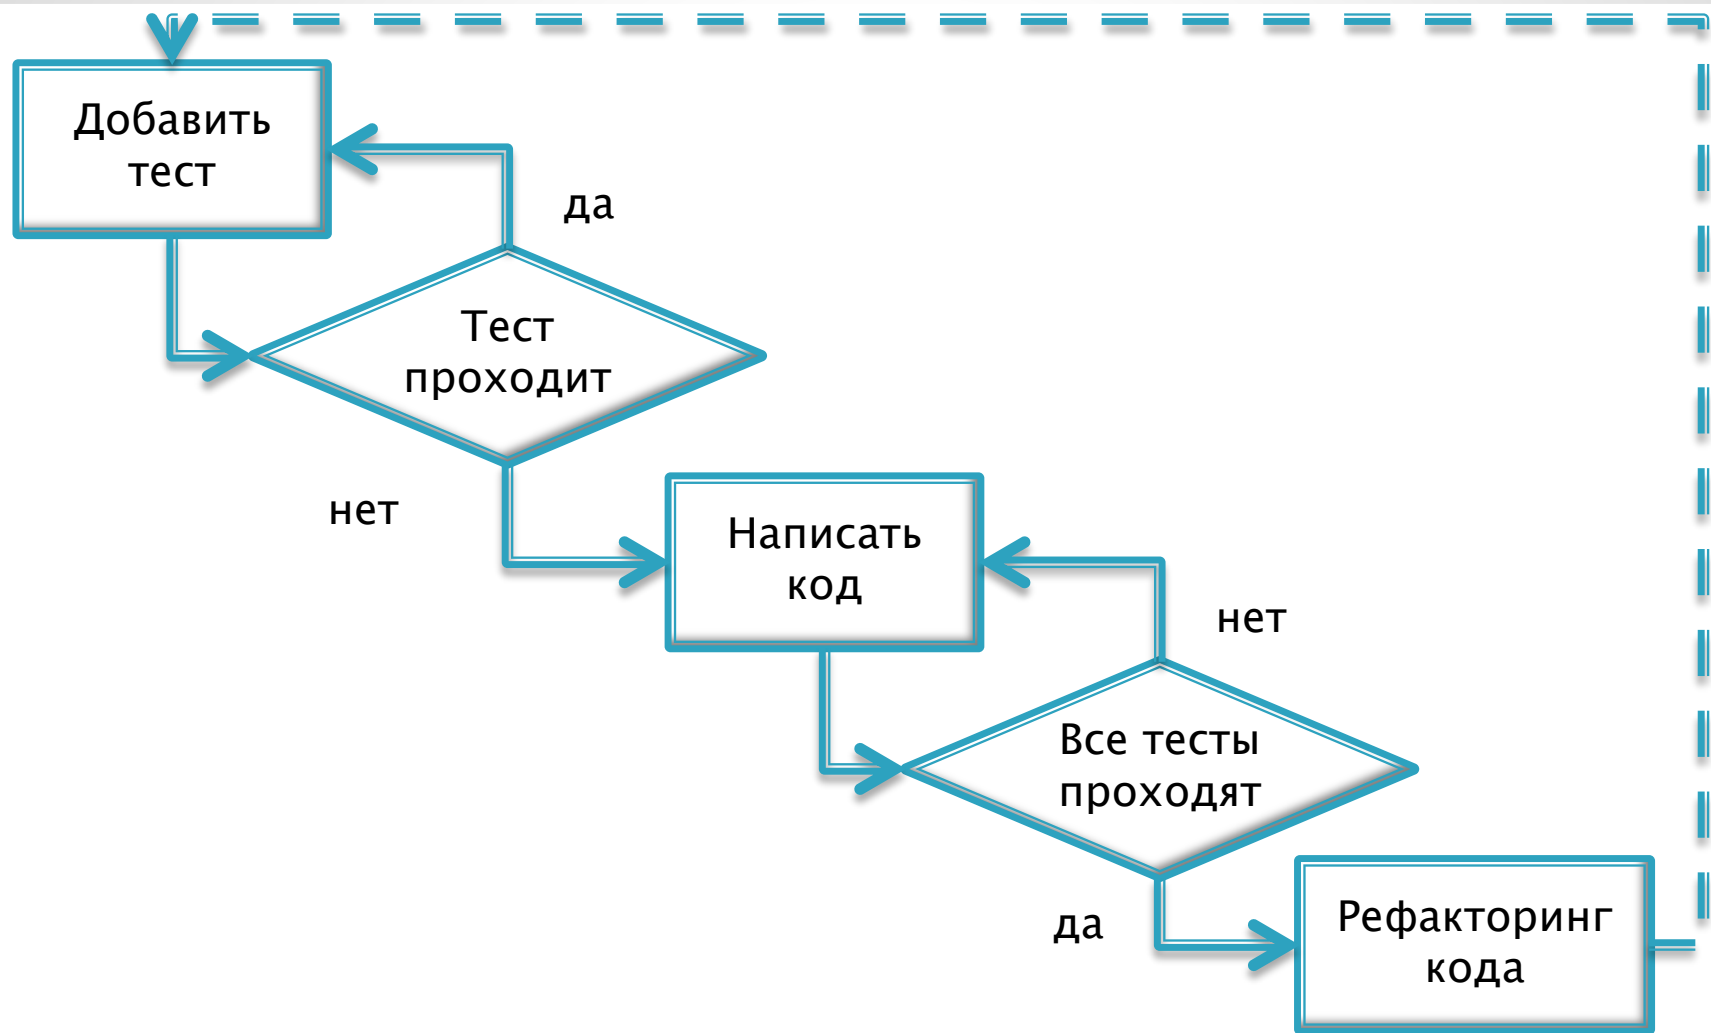 Добавить
тест
да
Тест
проходит
нет
Написать
код
нет
Все тесты
проходят
да
Рефакторинг
кода